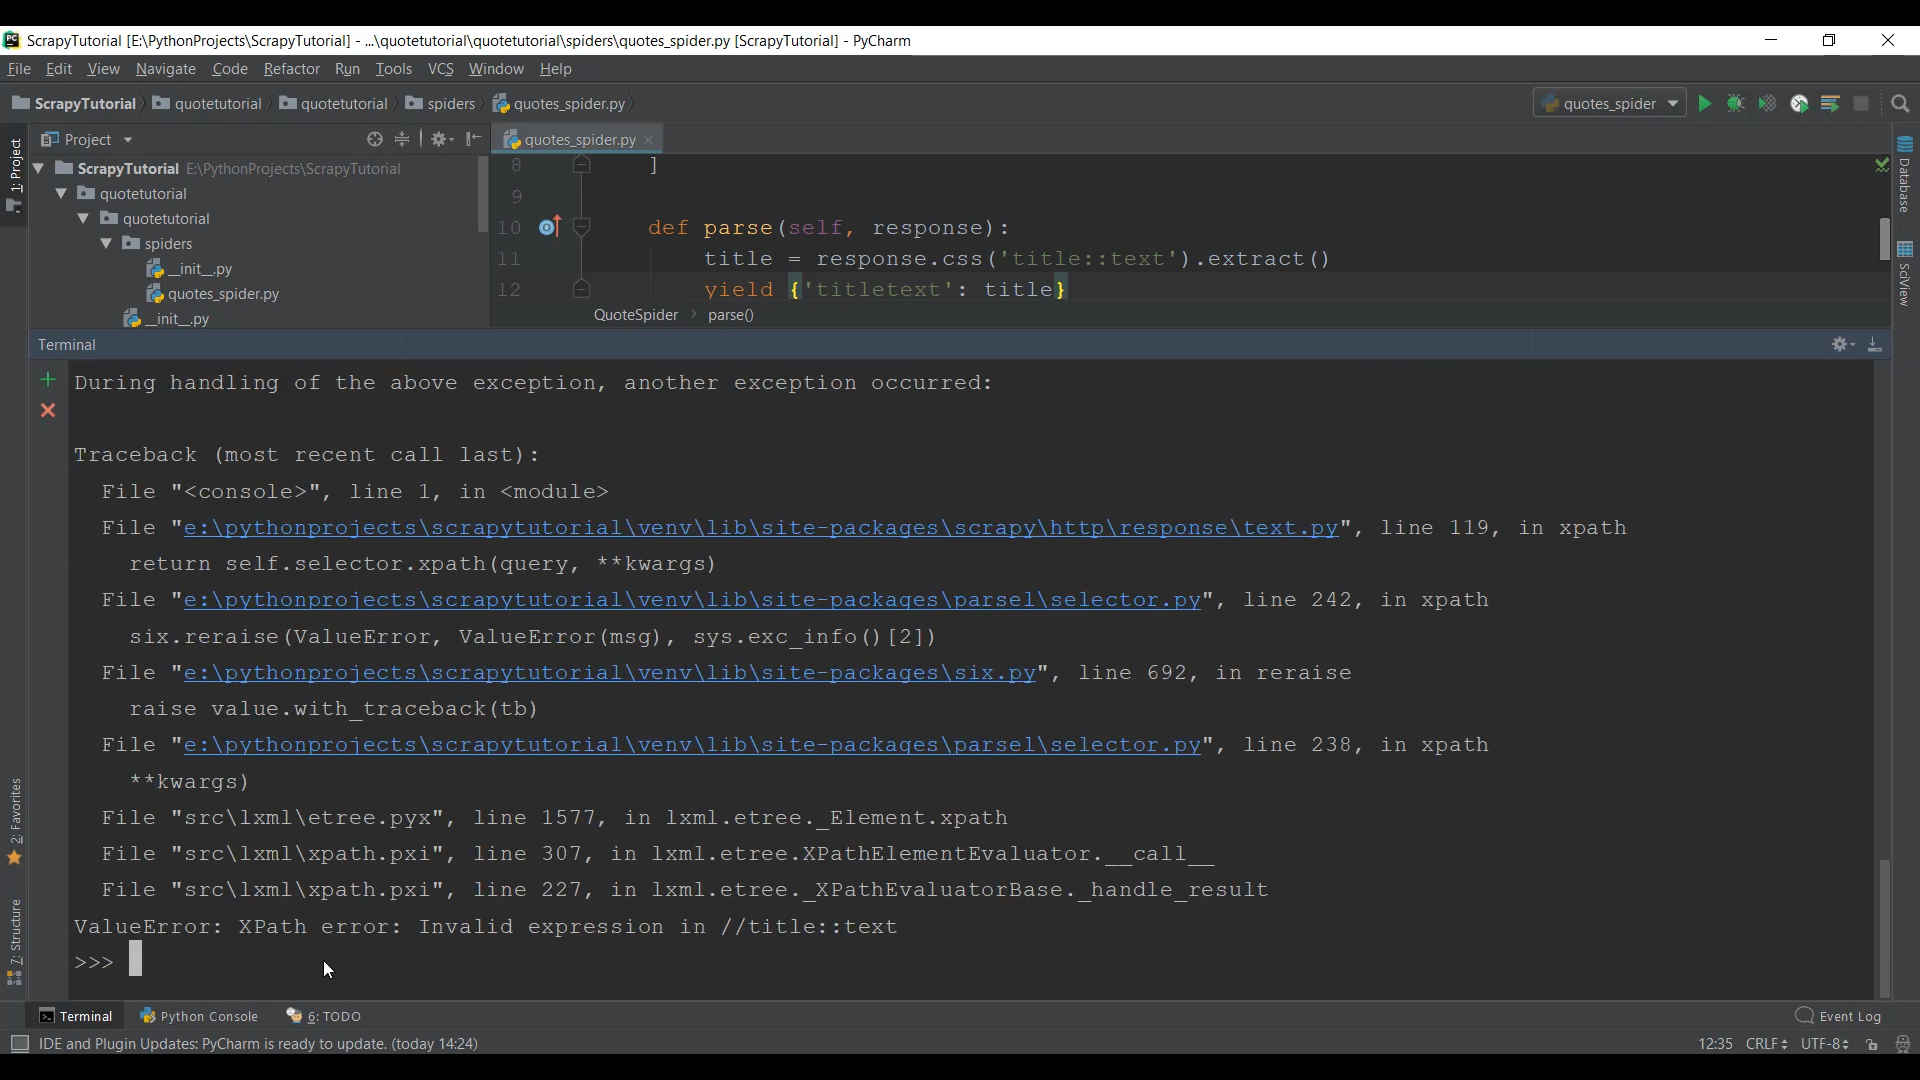 ScrapyTutorial [E:\PythonProjects\ScrapyTutorial] - ...\quotetutorial\quotetutorial\spiders\quotes_spider.py [ScrapyTutorial] - PyCharm
File Edit View Navigate Code Refactor Run Tools VCS Window Help
ScrapyTutorial quotetutorial quotetutorial spiders quotes_spider.py quotes_spider
Project quotes_spider.py
1: Project
ScrapyTutorial E:\PythonProjects\ScrapyTutorial
quotetutorial
quotetutorial
spiders
__init__.py
quotes_spider.py
__init__.py
8 ]
9
10 def parse(self, response):
11 title = response.css('title::text').extract()
12 yield {'titletext': title}
QuoteSpider › parse()
Database
SciView
Terminal
During handling of the above exception, another exception occurred:
Traceback (most recent call last):
File "<console>", line 1, in <module>
File "e:\pythonprojects\scrapytutorial\venv\lib\site-packages\scrapy\http\response\text.py", line 119, in xpath
return self.selector.xpath(query, **kwargs)
File "e:\pythonprojects\scrapytutorial\venv\lib\site-packages\parsel\selector.py", line 242, in xpath
six.reraise(ValueError, ValueError(msg), sys.exc_info()[2])
File "e:\pythonprojects\scrapytutorial\venv\lib\site-packages\six.py", line 692, in reraise
raise value.with_traceback(tb)
File "e:\pythonprojects\scrapytutorial\venv\lib\site-packages\parsel\selector.py", line 238, in xpath
**kwargs)
File "src\lxml\etree.pyx", line 1577, in lxml.etree._Element.xpath
File "src\lxml\xpath.pxi", line 307, in lxml.etree.XPathElementEvaluator.__call__
File "src\lxml\xpath.pxi", line 227, in lxml.etree._XPathEvaluatorBase._handle_result
ValueError: XPath error: Invalid expression in //title::text
>>>
2: Favorites
7: Structure
Terminal Python Console 6: TODO Event Log
IDE and Plugin Updates: PyCharm is ready to update. (today 14:24) 12:35 CRLF UTF-8